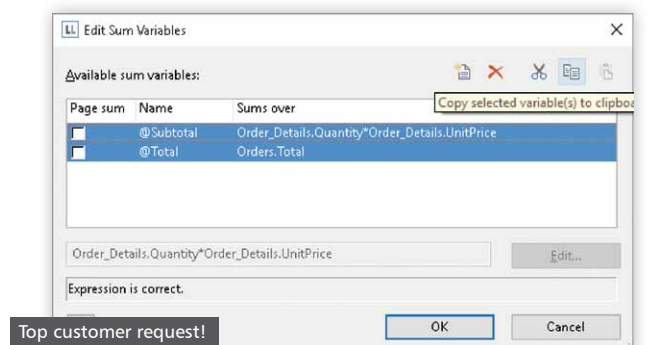 LL Edit Sum Variables
Available sum variables:
Copy selected variable(s) to clipboa
Page sum Name Sums over
@Subtotal Order_Details.Quantity*Order_Details.UnitPrice
@Total Orders.Total
Order_Details.Quantity*Order_Details.UnitPrice Edit...
Expression is correct.
Top customer request!
OK Cancel